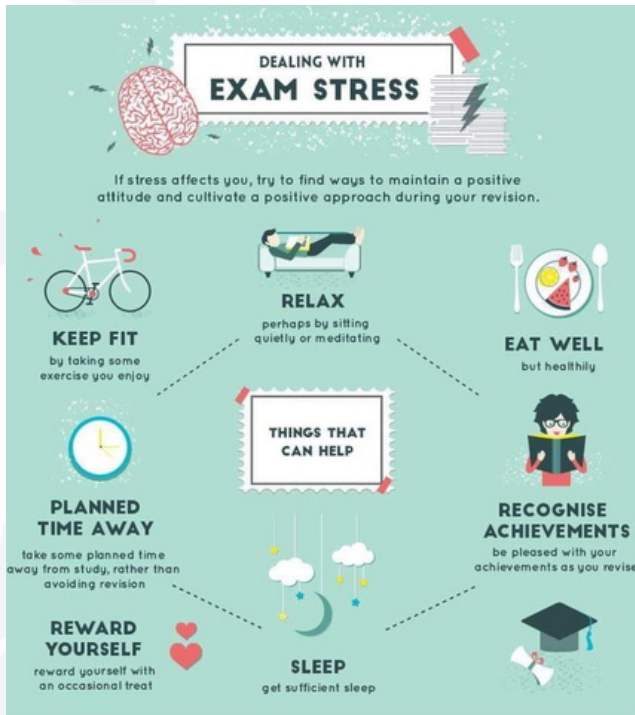 DEALING WITH
EXAM STRESS
If stress affects you, try to find ways to maintain a positive
attitude and cultivate a positive approach during your revision.
KEEP FIT
by taking some
exercise you enjoy
RELAX
perhaps by sitting
quietly or meditating
EAT WELL
but healthily
THINGS THAT
CAN HELP
PLANNED
TIME AWAY
take some planned time
away from study, rather than
avoiding revision
RECOGNISE
ACHIEVEMENTS
be pleased with your
achievements as you revise
REWARD
YOURSELF
reward yourself with
an occasional treat
SLEEP
get sufficient sleep